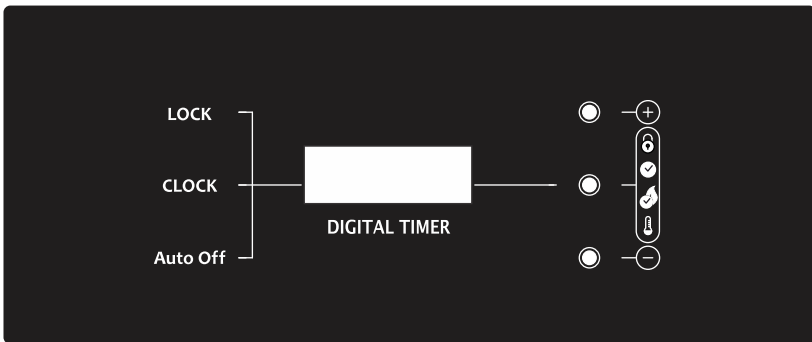 LOCK
CLOCK
DIGITAL TIMER
Auto Off
+
−